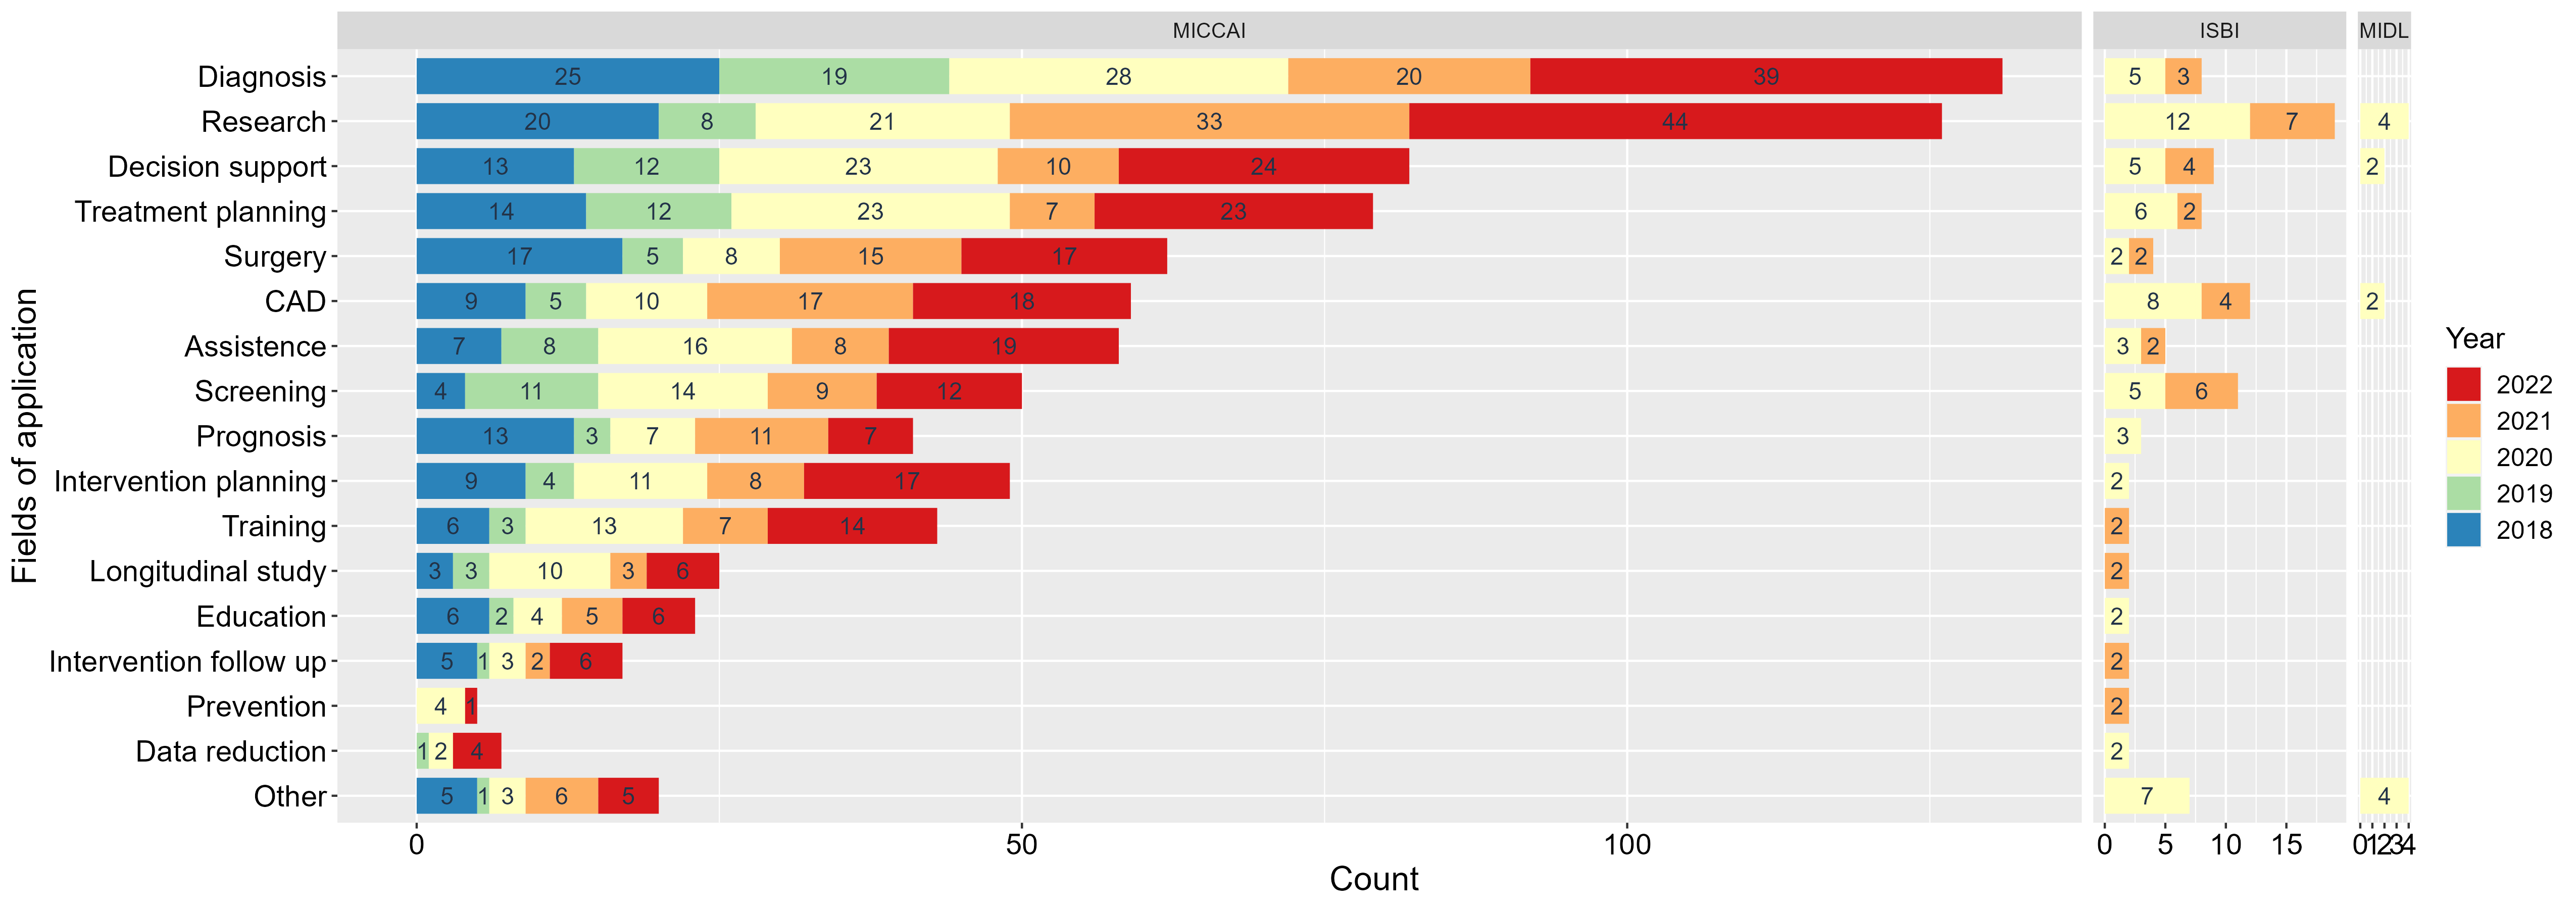 MICCAI ISBI MIDL
Diagnosis 25 19 28 20 39 5 3
Research 20 8 21 33 44 12 7 4
Decision support 13 12 23 10 24 5 4 2
Treatment planning 14 12 23 7 23 6 2
Surgery 17 5 8 15 17 2 2
CAD 9 5 10 17 18 8 4 2
Assistence 7 8 16 8 19 3 2
Screening 4 11 14 9 12 5 6
Prognosis 13 3 7 11 7 3
Intervention planning 9 4 11 8 17 2
Training 6 3 13 7 14 2
Longitudinal study 3 3 10 3 6 2
Education 6 2 4 5 6 2
Intervention follow up 5 1 3 2 6 2
Prevention 4 1 2
Data reduction 1 2 4 2
Other 5 1 3 6 5 7 4
0 50 100 0 5 10 15 0 1 2 3 4
Count
Fields of application
Year
2022
2021
2020
2019
2018